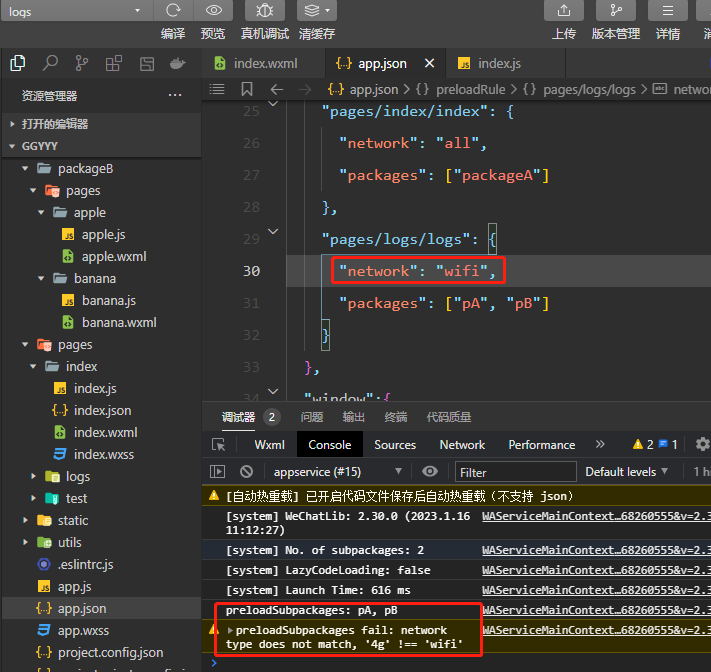 logs
编译 预览 真机调试 清缓存 上传 版本管理 详情
资源管理器 ...
打开的编辑器
GGYYY
packageB
pages
apple
apple.js
apple.wxml
banana
banana.js
banana.wxml
pages
index
index.js
index.json
index.wxml
index.wxss
logs
test
static
utils
.eslintrc.js
app.js
app.json
app.wxss
project.config.json
index.wxml app.json index.js
app.json > preloadRule > pages/logs/logs > networ
25 "pages/index/index": {
26 "network": "all",
27 "packages": ["packageA"]
28 },
29 "pages/logs/logs": {
30 "network": "wifi",
31 "packages": ["pA", "pB"]
32 }
33 },
34 "window":{
调试器 2 问题 输出 终端 代码质量
Wxml Console Sources Network Performance » 2 1
appservice (#15) Filter Default levels 1 hi
[自动热重载] 已开启代码文件保存后自动热重载（不支持 json）
[system] WeChatLib: 2.30.0 (2023.1.16 WAServiceMainContext…68260555&v=2.3
11:12:27)
[system] No. of subpackages: 2 WAServiceMainContext…68260555&v=2.3
[system] LazyCodeLoading: false WAServiceMainContext…68260555&v=2.3
[system] Launch Time: 616 ms WAServiceMainContext…68260555&v=2.3
preloadSubpackages: pA, pB WAServiceMainContext…68260555&v=2.3
preloadSubpackages fail: network WAServiceMainContext…68260555&v=2.3
type does not match, '4g' !== 'wifi'